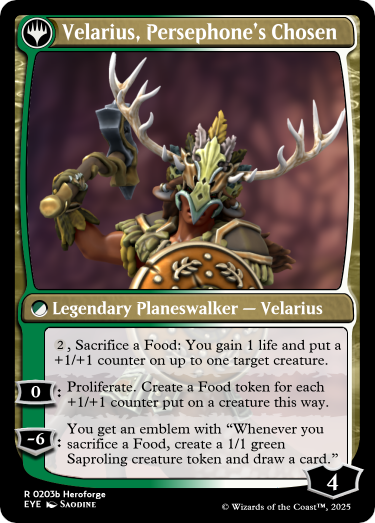 Velarius, Persephone's Chosen
Legendary Planeswalker — Velarius
2, Sacrifice a Food: You gain 1 life and put a
+1/+1 counter on up to one target creature.
0: Proliferate. Create a Food token for each
+1/+1 counter put on a creature this way.
-6: You get an emblem with “Whenever you
sacrifice a Food, create a 1/1 green
Saproling creature token and draw a card.”
4
R 0203b Heroforge
EYE SAODINE
© Wizards of the Coast™, 2025